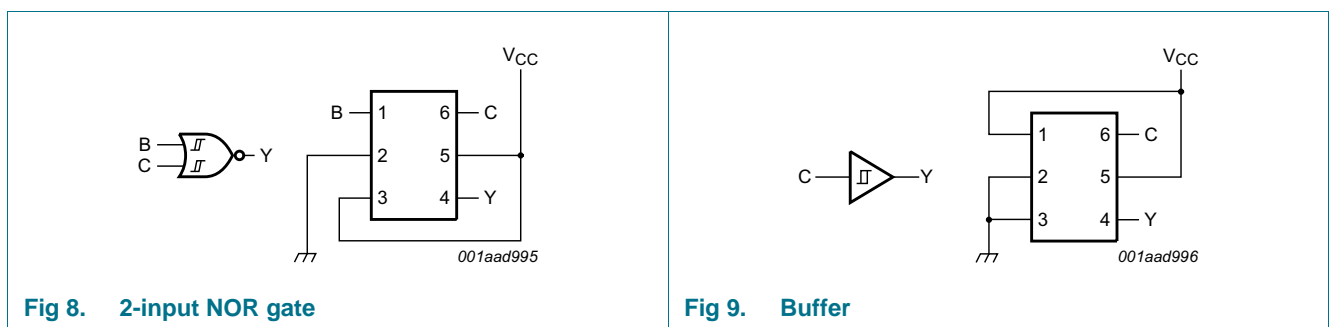 VCC
B 1 6 C
B
C
Y
2 5
3 4 Y
001aad995
Fig 8. 2-input NOR gate
VCC
1 6 C
C
Y
2 5
3 4 Y
001aad996
Fig 9. Buffer